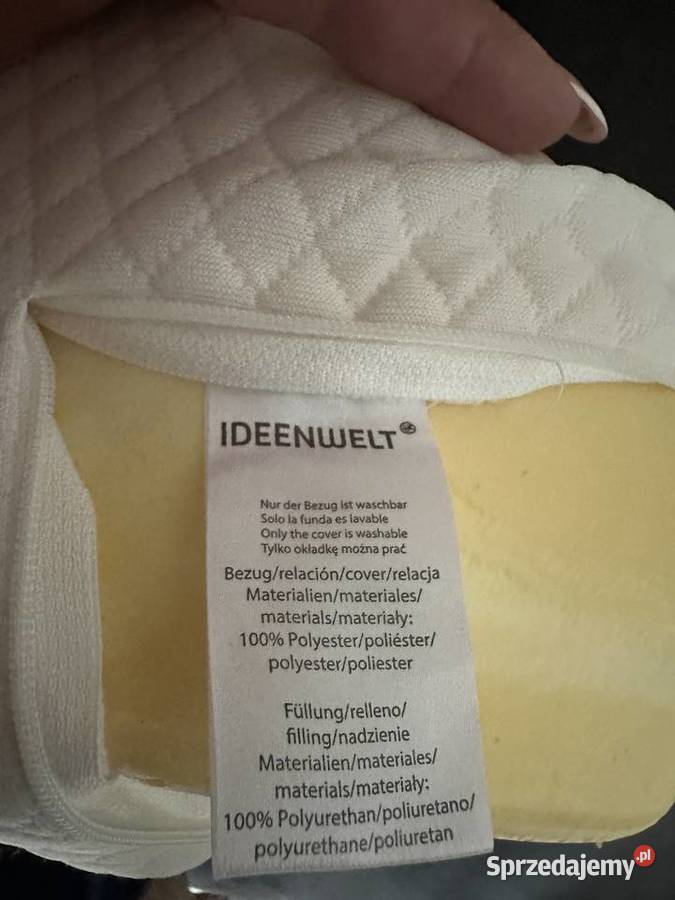 IDEENWELT
Nur der Bezug ist waschbar
Solo la funda es lavable
Only the cover is washable
Tylko okładkę można prać
Bezug/relación/cover/relacja
Materialien/materiales/
materials/materiały:
100% Polyester/poliéster/
polyester/poliester
Füllung/relleno/
filling/nadzienie
Materialien/materiales/
materials/materiały:
100% Polyurethan/poliuretano/
polyurethane/poliuretan
Sprzedajemy.pl